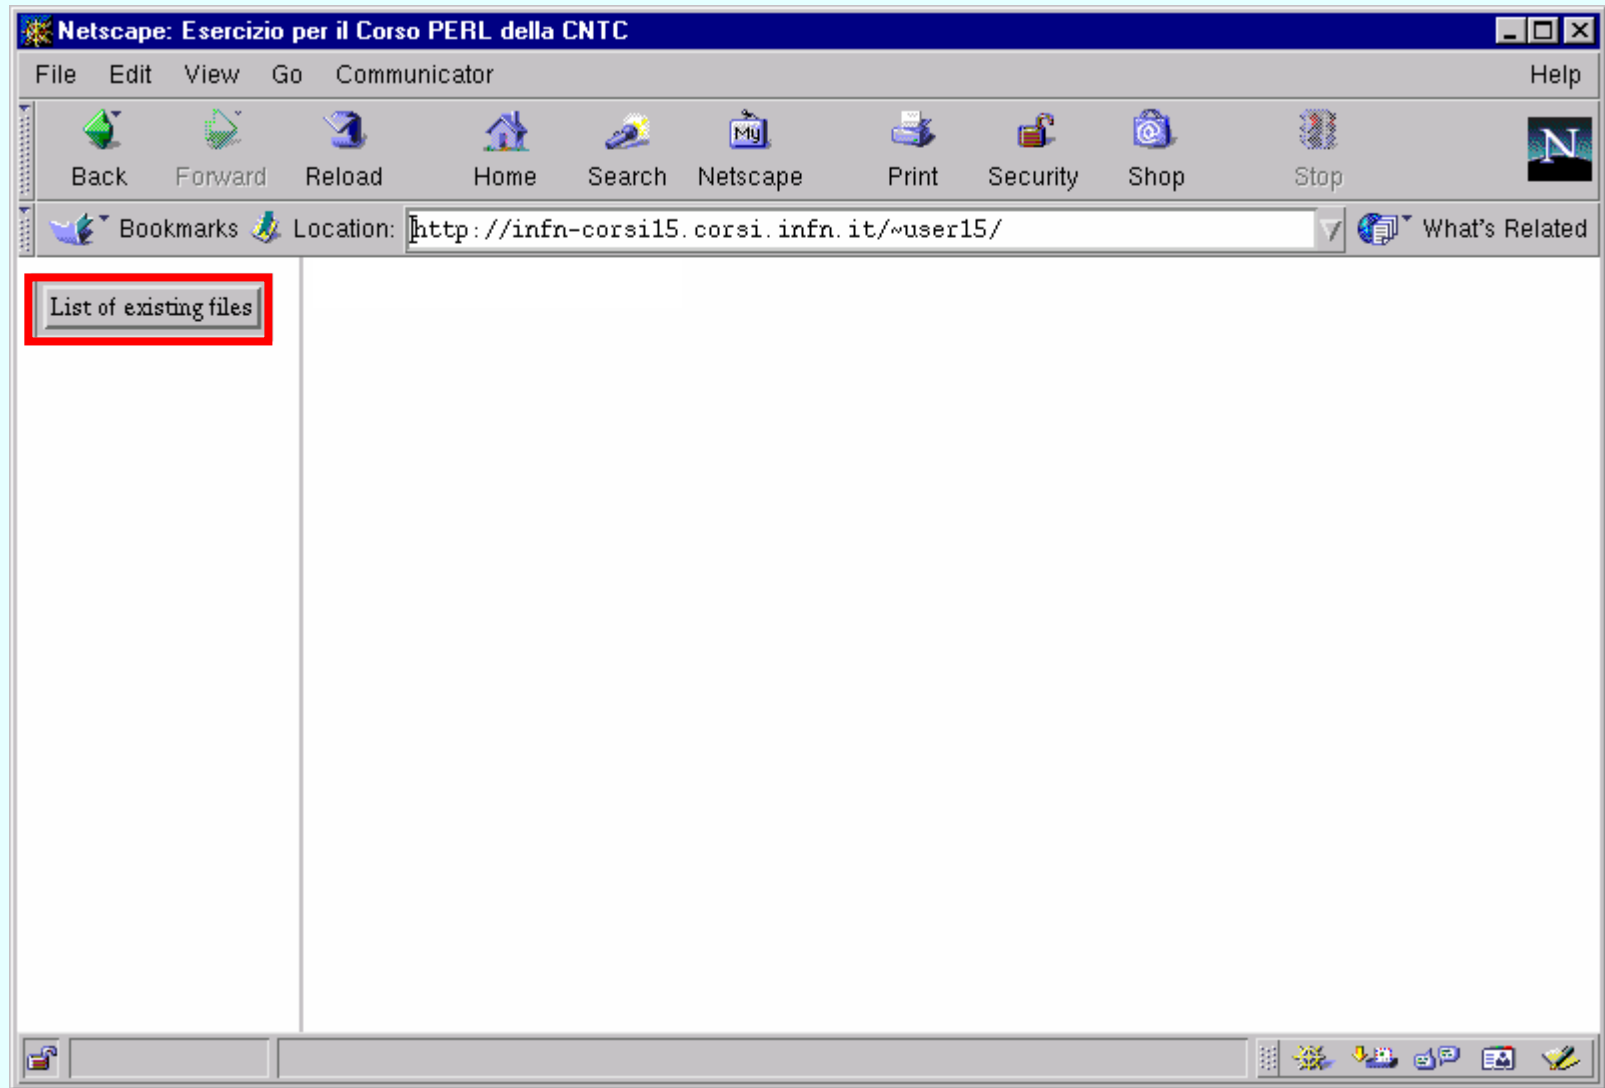 Netscape: Esercizio per il Corso PERL della CNTC
File Edit View Go Communicator Help
My N
Back Forward Reload Home Search Netscape Print Security Shop Stop
Bookmarks Location: http://infn-corsi15.corsi.infn.it/~user15/ What's Related
List of existing files